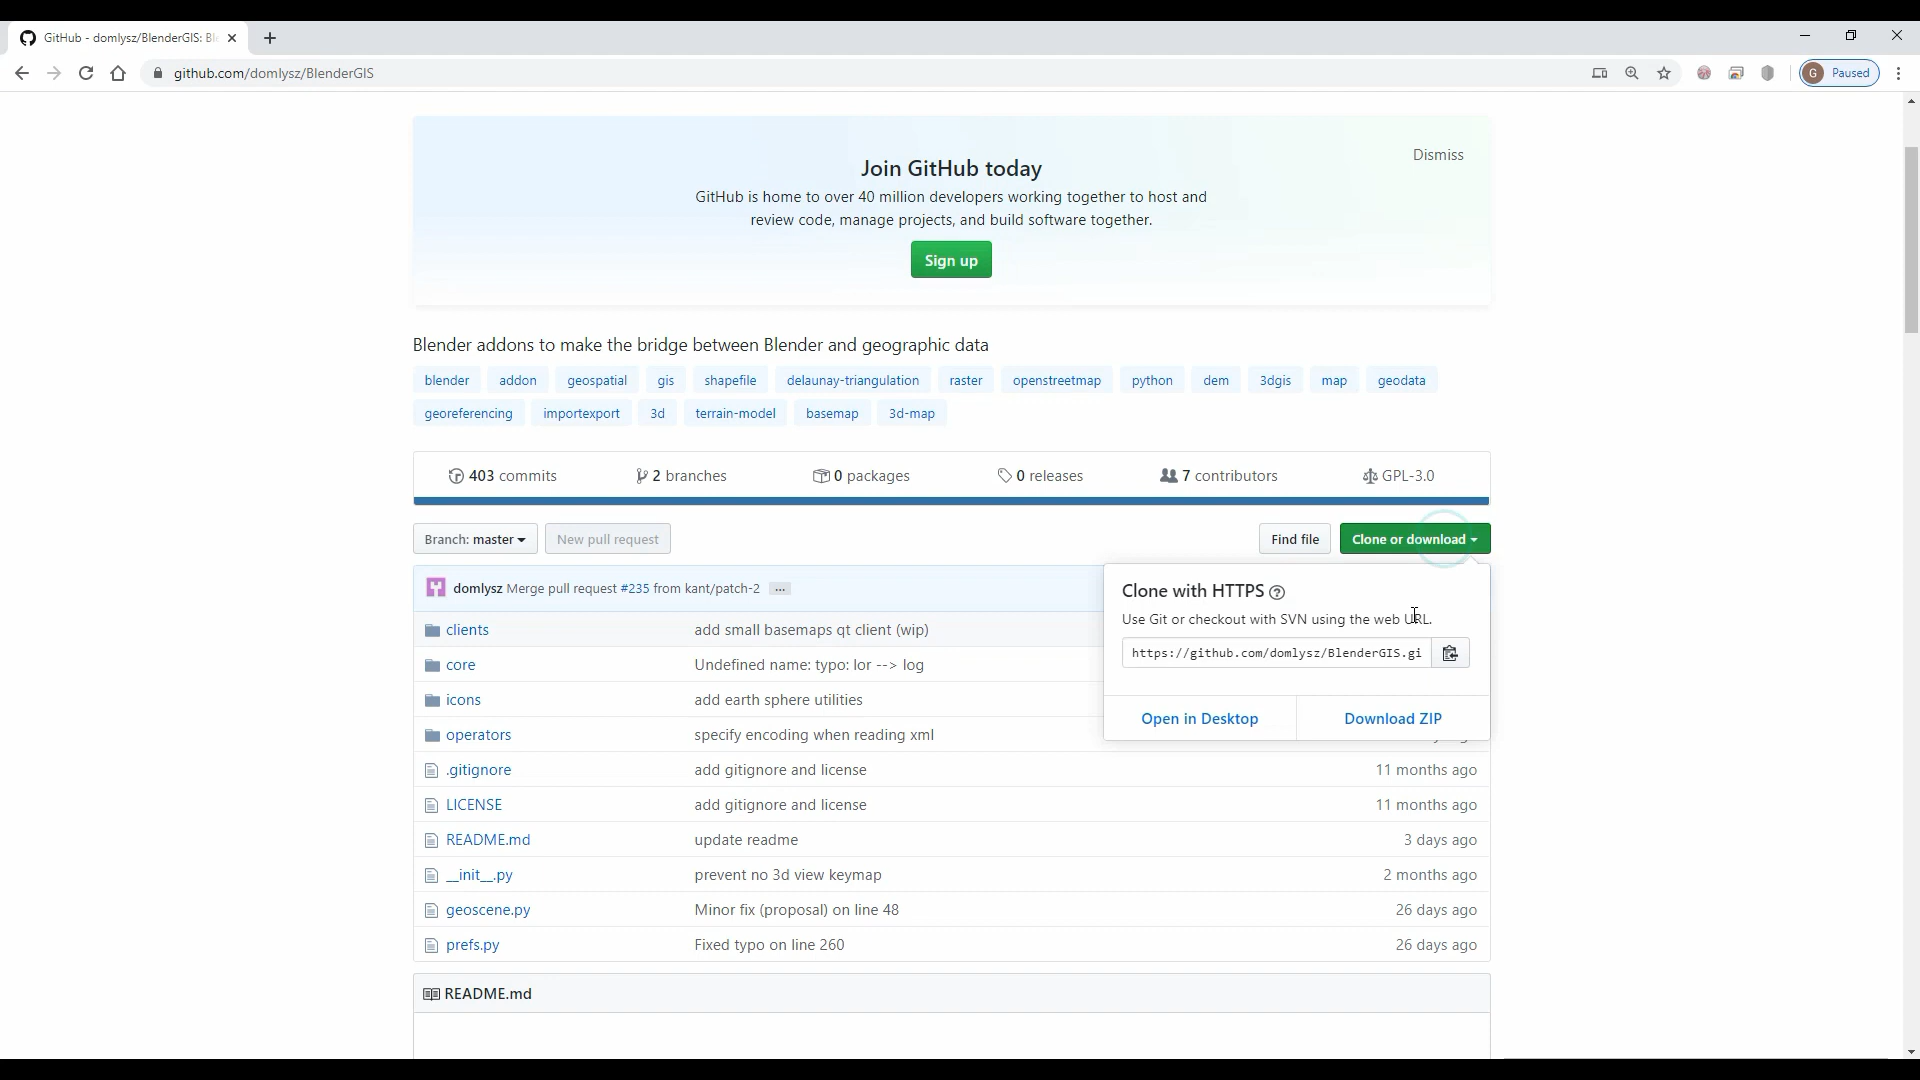 GitHub - domlysz/BlenderGIS: Bl
github.com/domlysz/BlenderGIS
G Paused
Dismiss
Join GitHub today
GitHub is home to over 40 million developers working together to host and
review code, manage projects, and build software together.
Sign up
Blender addons to make the bridge between Blender and geographic data
blender addon geospatial gis shapefile delaunay-triangulation raster openstreetmap python dem 3dgis map geodata
georeferencing importexport 3d terrain-model basemap 3d-map
403 commits 2 branches 0 packages 0 releases 7 contributors GPL-3.0
Branch: master New pull request Find file Clone or download
domlysz Merge pull request #235 from kant/patch-2 ...
Clone with HTTPS ?
Use Git or checkout with SVN using the web URL.
https://github.com/domlysz/BlenderGIS.gi
Open in Desktop Download ZIP
clients add small basemaps qt client (wip)
core Undefined name: typo: lor --> log
icons add earth sphere utilities
operators specify encoding when reading xml
.gitignore add gitignore and license 11 months ago
LICENSE add gitignore and license 11 months ago
README.md update readme 3 days ago
__init__.py prevent no 3d view keymap 2 months ago
geoscene.py Minor fix (proposal) on line 48 26 days ago
prefs.py Fixed typo on line 260 26 days ago
README.md